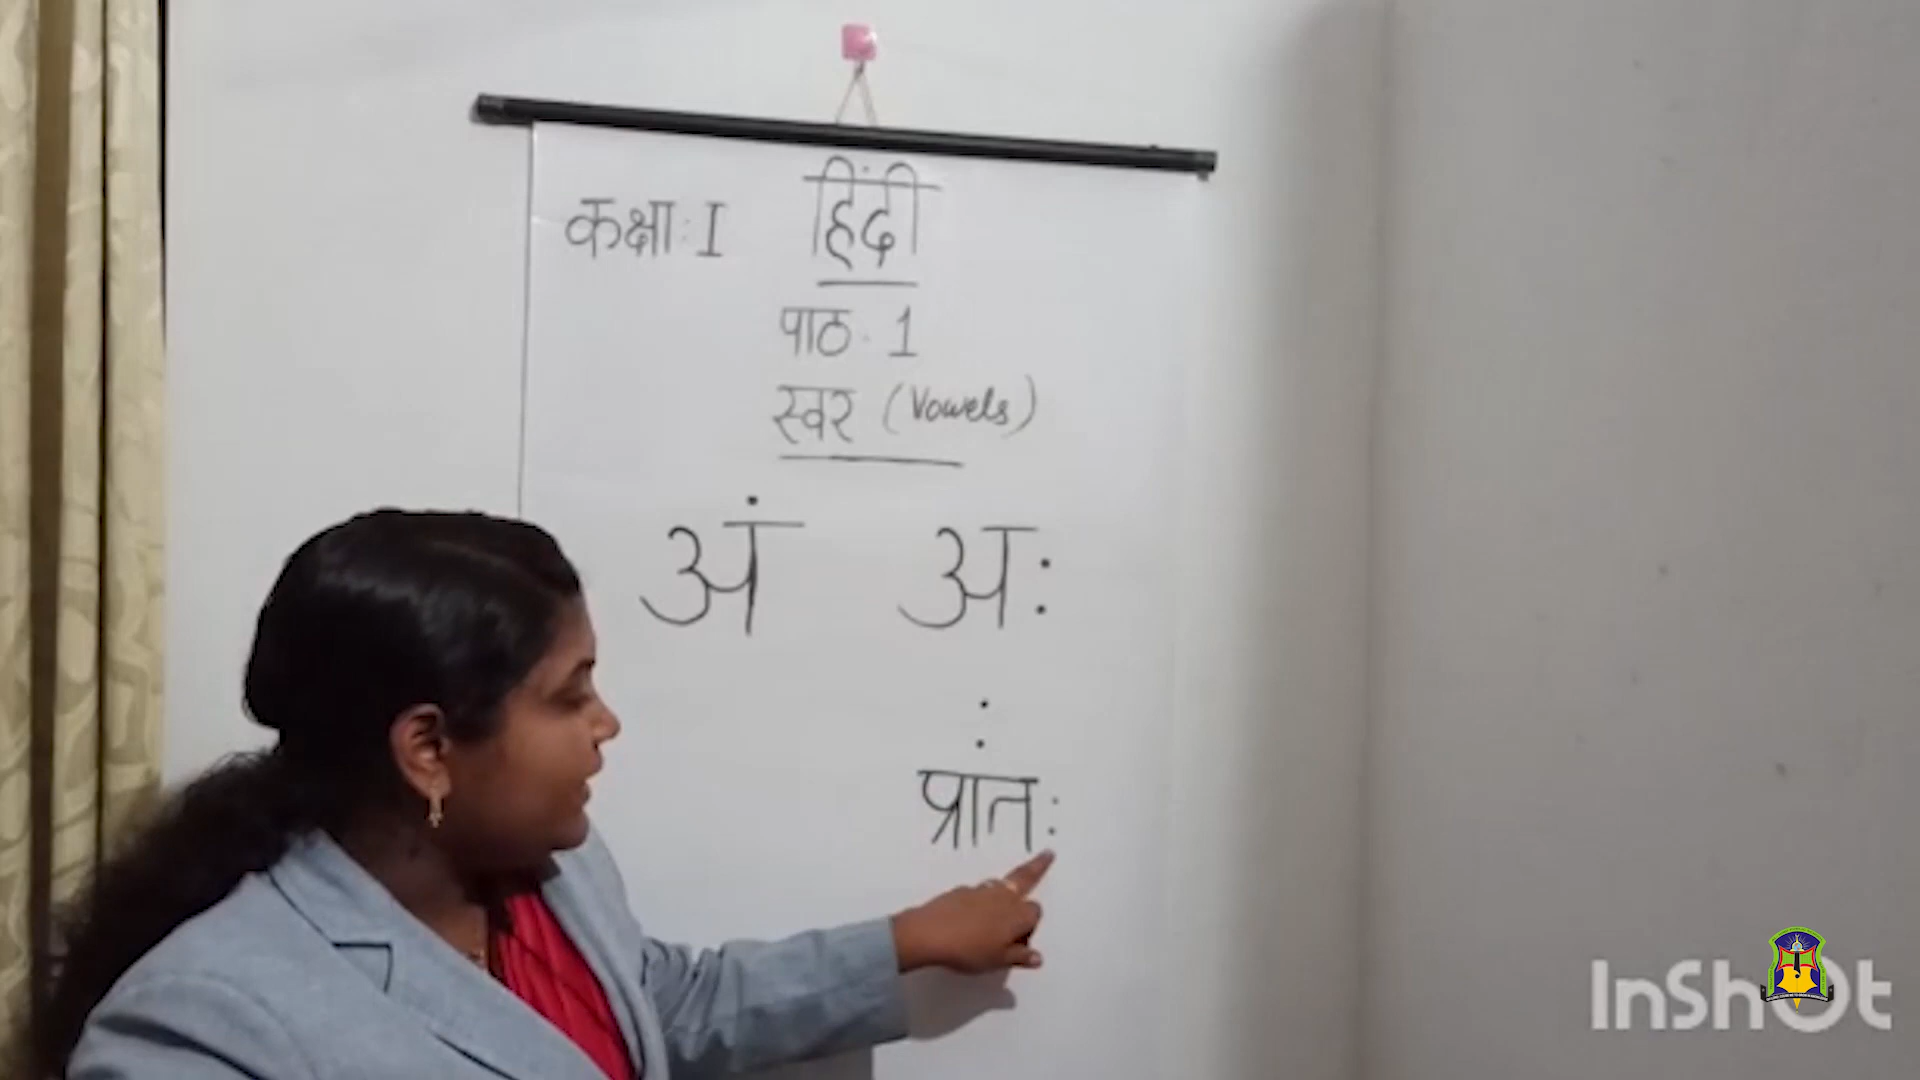 कक्षा : I हिंदी
पाठ - 1
स्वर (Vowels)
अं अः
:
प्रांतः
InShOt